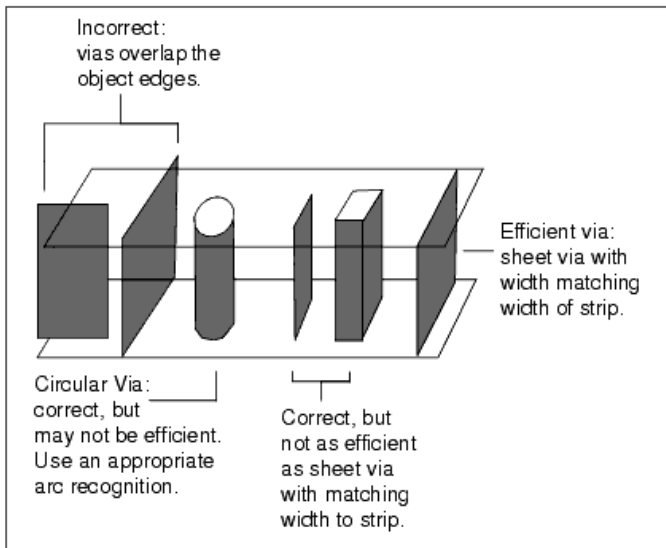 Incorrect:
vias overlap the
object edges.
Efficient via:
sheet via with
width matching
width of strip.
Circular Via:
correct, but
may not be efficient.
Use an appropriate
arc recognition.
Correct, but
not as efficient
as sheet via
with matching
width to strip.